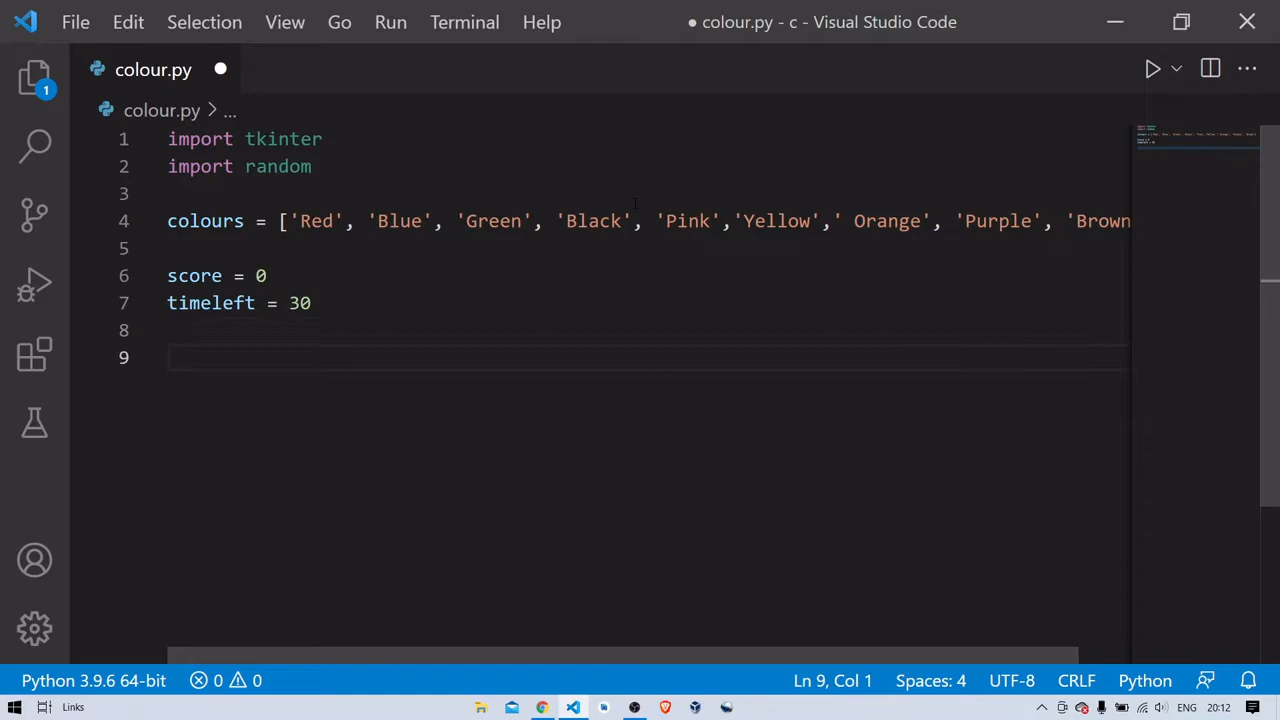 File Edit Selection View Go Run Terminal Help ● colour.py - c - Visual Studio Code
colour.py
1
colour.py > ...
1 import tkinter
2 import random
3
4 colours = ['Red', 'Blue', 'Green', 'Black', 'Pink','Yellow',' Orange', 'Purple', 'Brown
5
6 score = 0
7 timeleft = 30
8
9
Python 3.9.6 64-bit 0 0 Ln 9, Col 1 Spaces: 4 UTF-8 CRLF Python
Links ENG 20:12